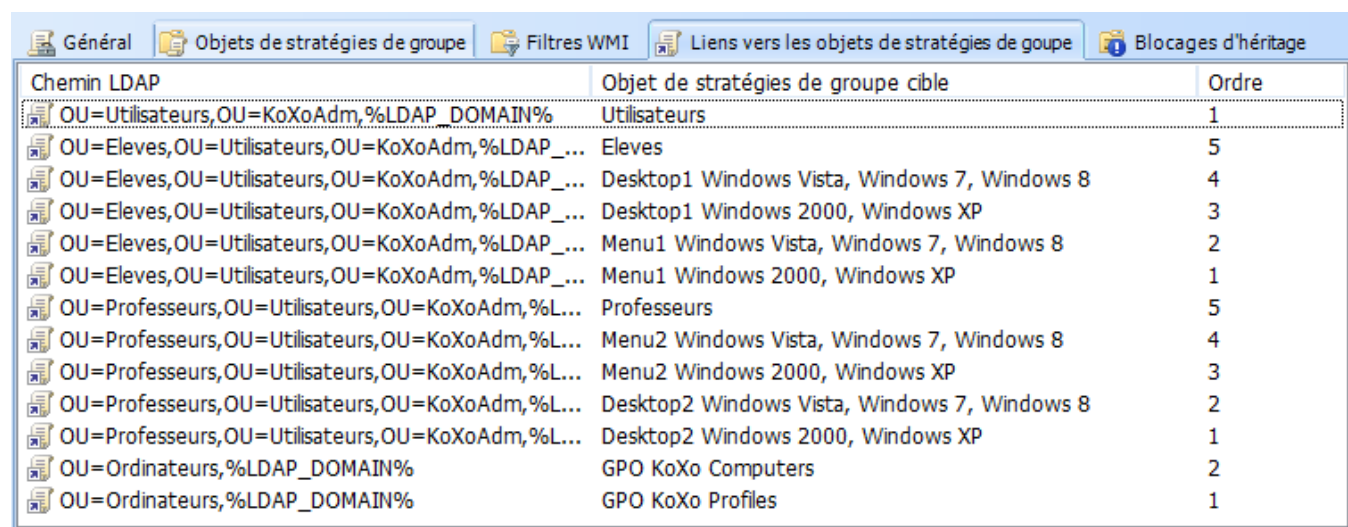 Général Objets de stratégies de groupe Filtres WMI Liens vers les objets de stratégies de goupe Blocages d'héritage
Chemin LDAP Objet de stratégies de groupe cible Ordre
OU=Utilisateurs,OU=KoXoAdm,%LDAP_DOMAIN% Utilisateurs 1
OU=Eleves,OU=Utilisateurs,OU=KoXoAdm,%LDAP_... Eleves 5
OU=Eleves,OU=Utilisateurs,OU=KoXoAdm,%LDAP_... Desktop1 Windows Vista, Windows 7, Windows 8 4
OU=Eleves,OU=Utilisateurs,OU=KoXoAdm,%LDAP_... Desktop1 Windows 2000, Windows XP 3
OU=Eleves,OU=Utilisateurs,OU=KoXoAdm,%LDAP_... Menu1 Windows Vista, Windows 7, Windows 8 2
OU=Eleves,OU=Utilisateurs,OU=KoXoAdm,%LDAP_... Menu1 Windows 2000, Windows XP 1
OU=Professeurs,OU=Utilisateurs,OU=KoXoAdm,%L... Professeurs 5
OU=Professeurs,OU=Utilisateurs,OU=KoXoAdm,%L... Menu2 Windows Vista, Windows 7, Windows 8 4
OU=Professeurs,OU=Utilisateurs,OU=KoXoAdm,%L... Menu2 Windows 2000, Windows XP 3
OU=Professeurs,OU=Utilisateurs,OU=KoXoAdm,%L... Desktop2 Windows Vista, Windows 7, Windows 8 2
OU=Professeurs,OU=Utilisateurs,OU=KoXoAdm,%L... Desktop2 Windows 2000, Windows XP 1
OU=Ordinateurs,%LDAP_DOMAIN% GPO KoXo Computers 2
OU=Ordinateurs,%LDAP_DOMAIN% GPO KoXo Profiles 1